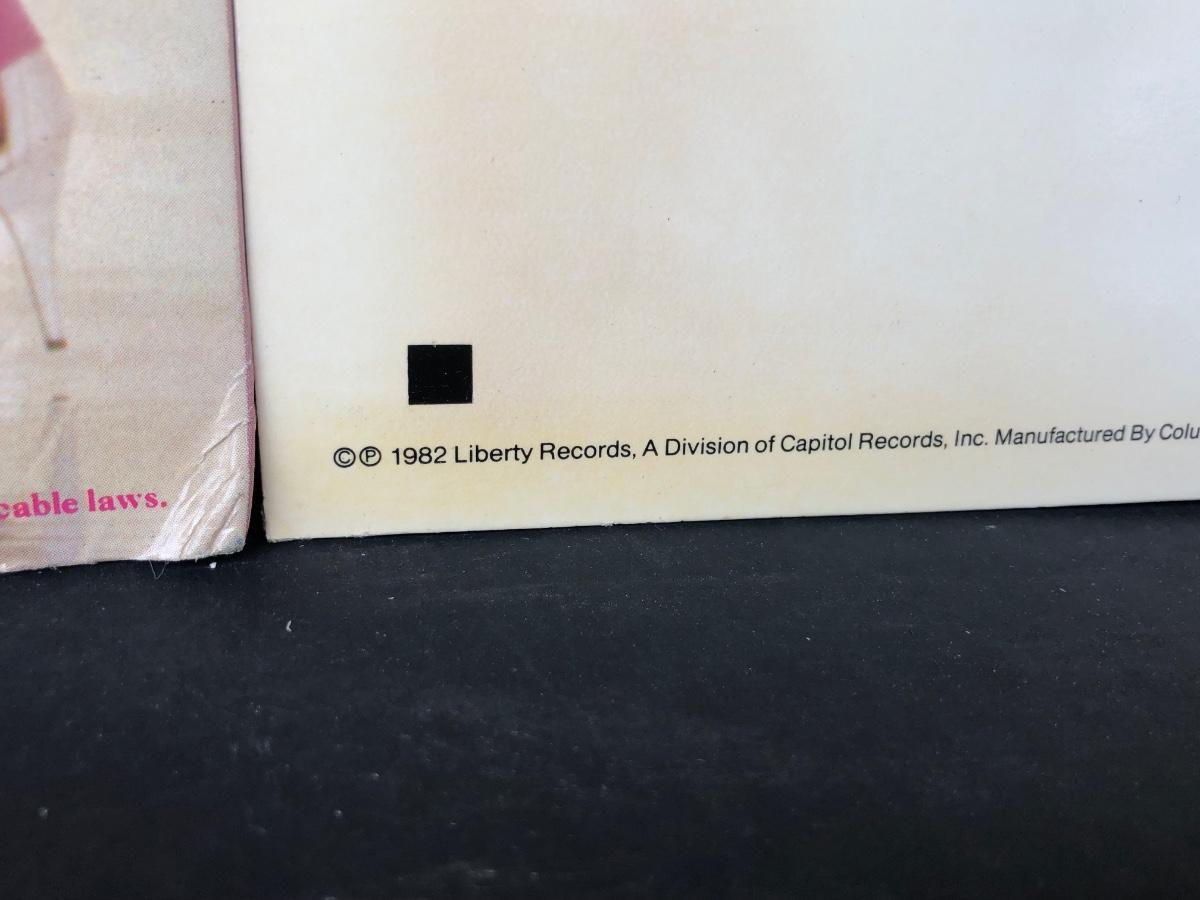 ©℗ 1982 Liberty Records, A Division of Capitol Records, Inc. Manufactured By Colu
cable laws.